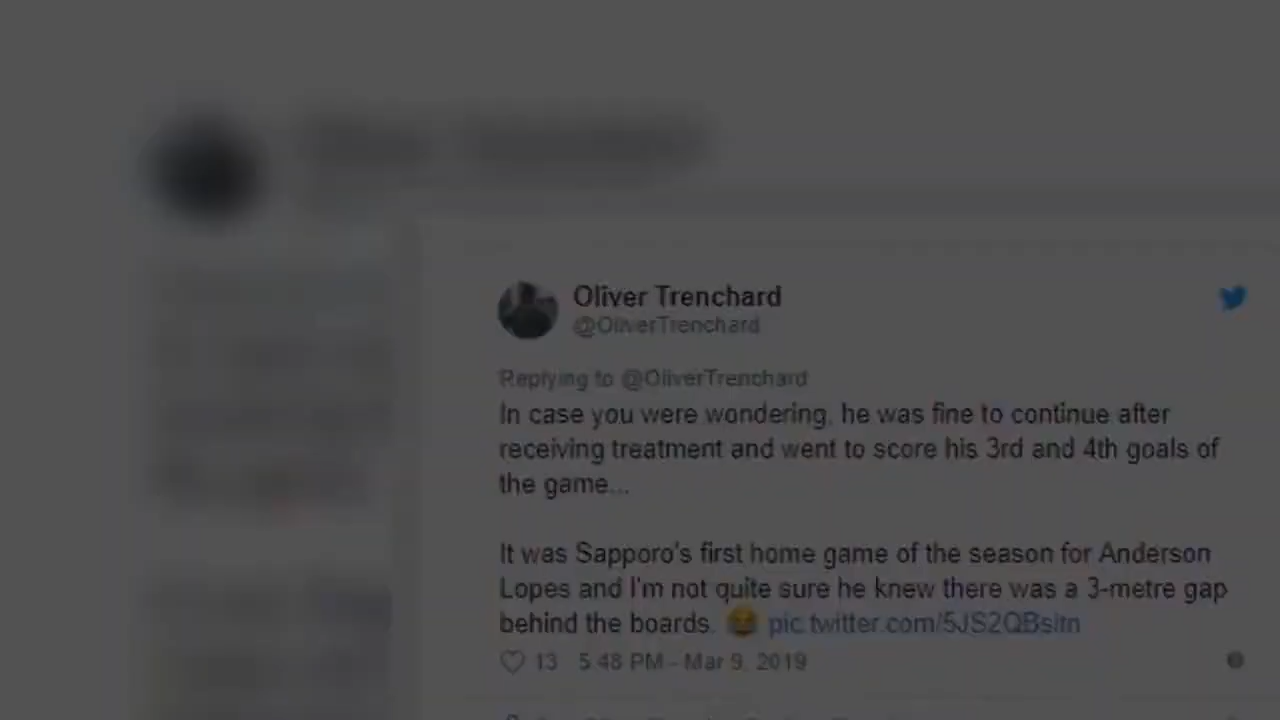 Oliver Trenchard
@OliverTrenchard
Replying to @OliverTrenchard
In case you were wondering, he was fine to continue after
receiving treatment and went to score his 3rd and 4th goals of
the game...
It was Sapporo's first home game of the season for Anderson
Lopes and I'm not quite sure he knew there was a 3-metre gap
behind the boards. 😂 pic.twitter.com/5JS2QBsItn
13 5:48 PM - Mar 9, 2019